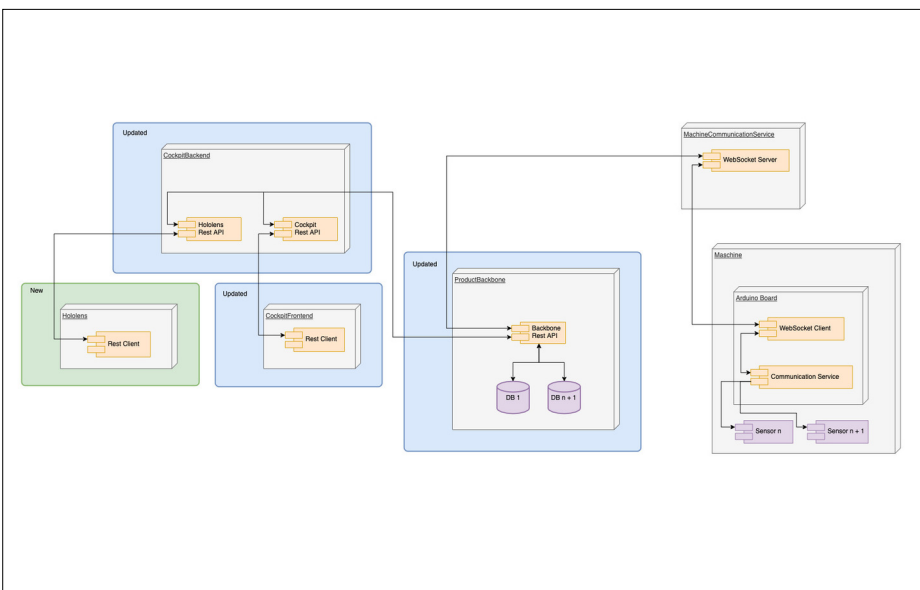 Updated
CockpitBackend
Hololens
Rest API
Cockpit
Rest API
New
Hololens
Rest Client
Updated
CockpitFrontend
Rest Client
Updated
ProductBackbone
Backbone
Rest API
DB 1
DB n + 1
MachineCommunicationService
WebSocket Server
Maschine
Arduino Board
WebSocket Client
Communication Service
Sensor n
Sensor n + 1